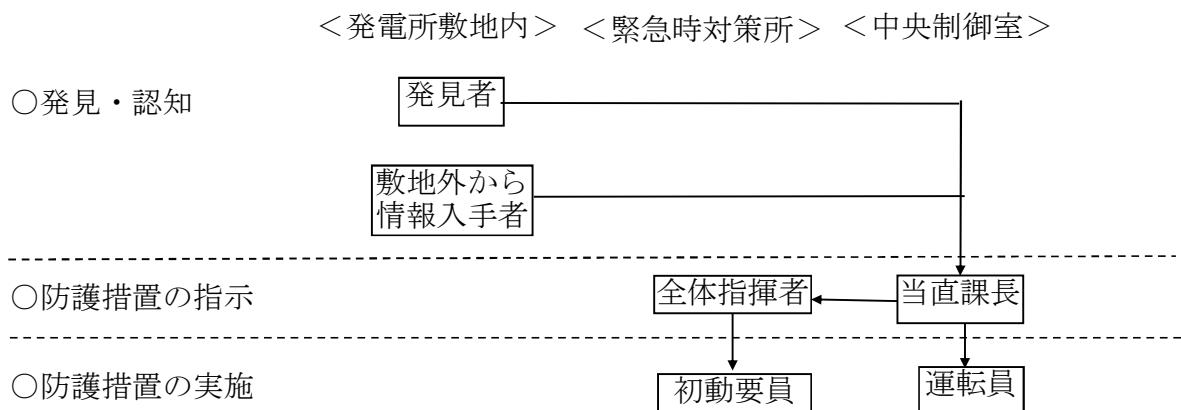 ＜発電所敷地内＞ ＜緊急時対策所＞ ＜中央制御室＞
○発見・認知
発見者
敷地外から
情報入手者
○防護措置の指示
全体指揮者
当直課長
○防護措置の実施
初動要員
運転員